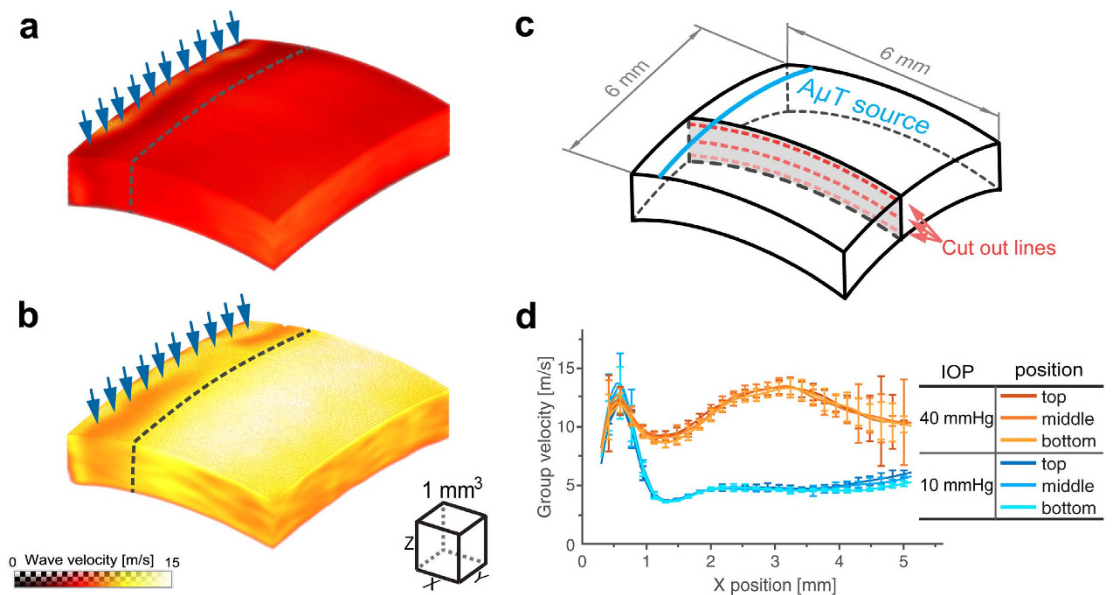 a
b
0 Wave velocity [m/s] 15
1 mm³
Z
X
Y
c
6 mm
6 mm
AμT source
Cut out lines
d
Group velocity [m/s]
15
10
5
0
0 1 2 3 4 5
X position [mm]
IOP position
40 mmHg
top
middle
bottom
10 mmHg
top
middle
bottom